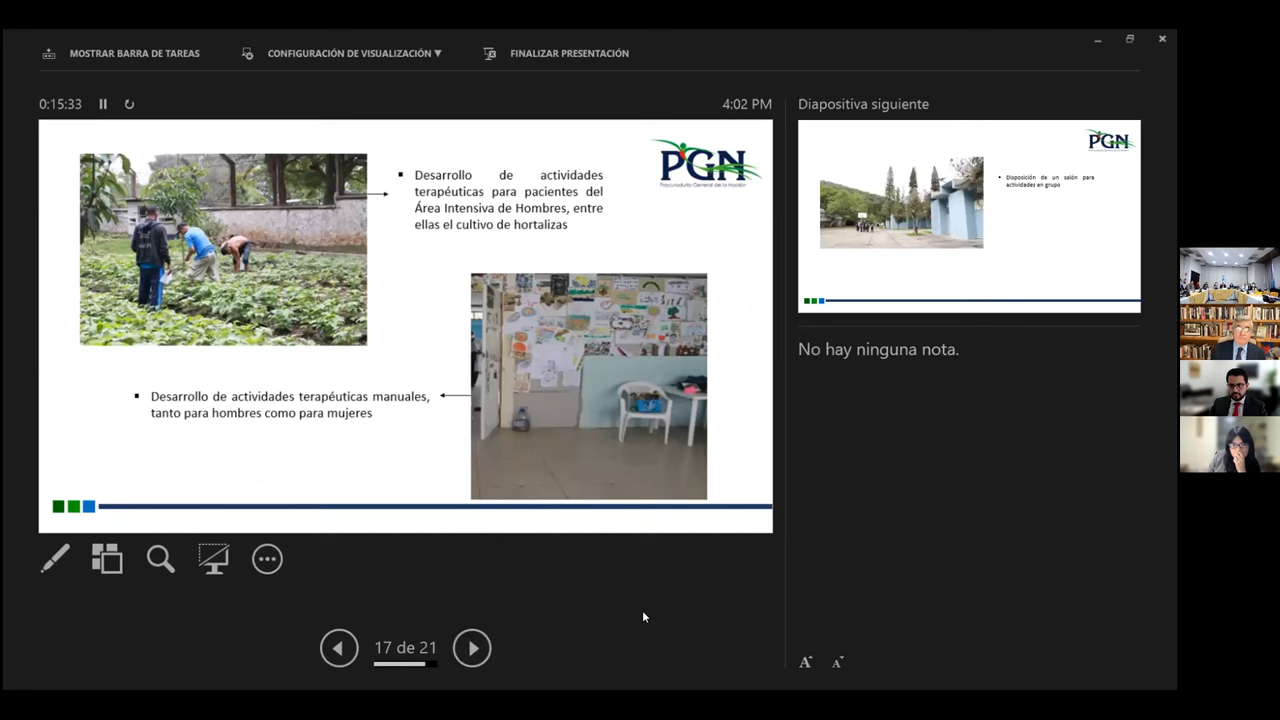 MOSTRAR BARRA DE TAREAS
CONFIGURACIÓN DE VISUALIZACIÓN ▼
FINALIZAR PRESENTACIÓN
0:15:33
4:02 PM
▪ Desarrollo de actividades
terapéuticas para pacientes del
Área Intensiva de Hombres, entre
ellas el cultivo de hortalizas
PGN
Procuraduría General de la Nación
▪ Desarrollo de actividades terapéuticas manuales,
tanto para hombres como para mujeres
17 de 21
Diapositiva siguiente
PGN
• Disposición de un salón para
actividades en grupo
No hay ninguna nota.
A A